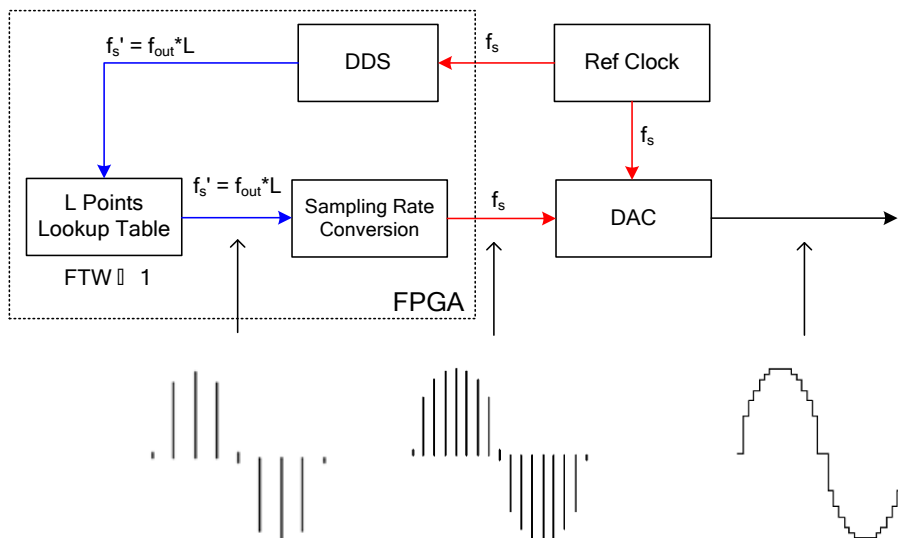 fs' = fout*L
DDS
fs
Ref Clock
fs
L Points
Lookup Table
fs' = fout*L
Sampling Rate
Conversion
fs
DAC
FTW 1
FPGA